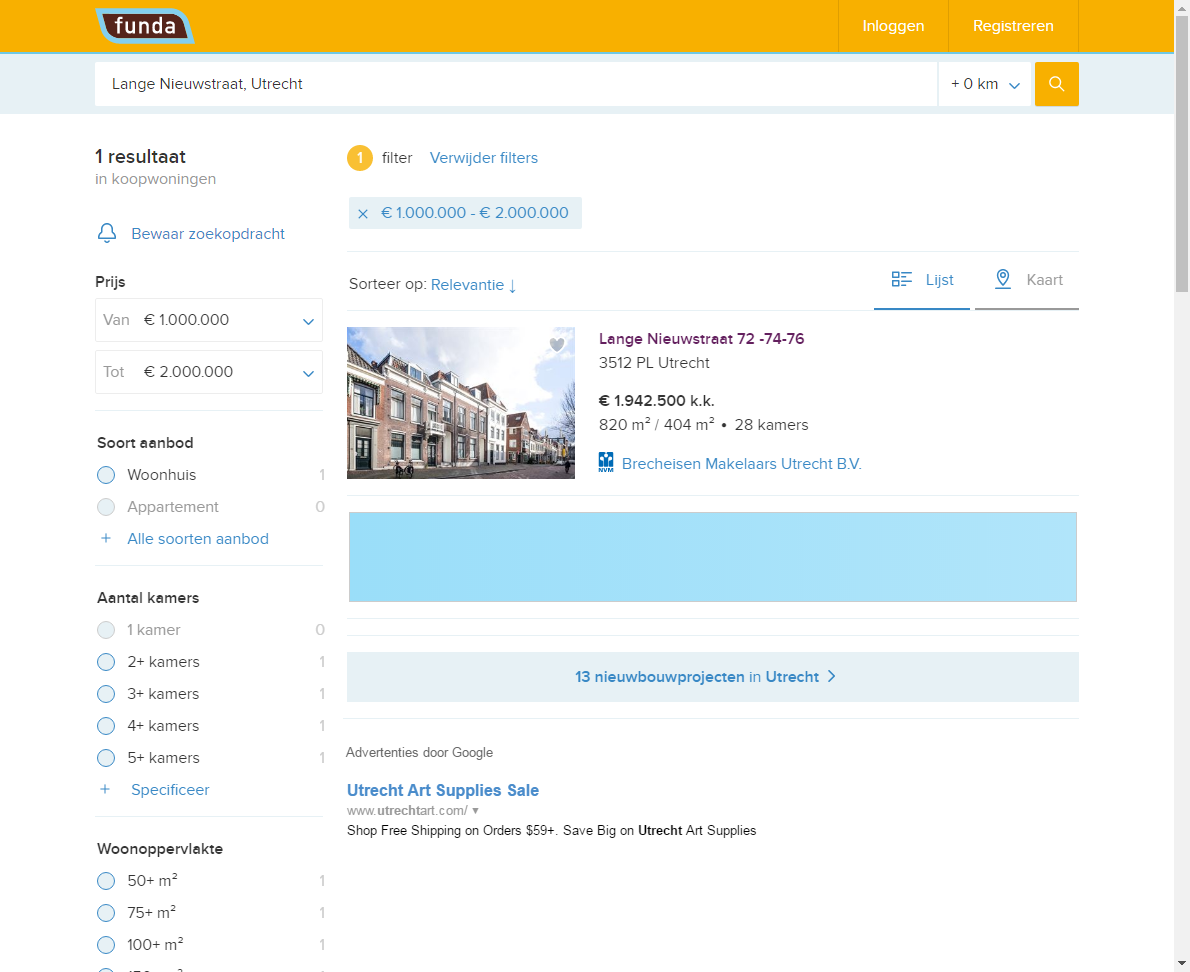 funda
Inloggen
Registreren
Lange Nieuwstraat, Utrecht
+ 0 km
1 resultaat
in koopwoningen
1 filter Verwijder filters
€ 1.000.000 - € 2.000.000
Bewaar zoekopdracht
Prijs
Van € 1.000.000
Tot € 2.000.000
Sorteer op: Relevantie ↓
Lijst
Kaart
Lange Nieuwstraat 72 -74-76
3512 PL Utrecht
€ 1.942.500 k.k.
820 m² / 404 m² • 28 kamers
NVM Brecheisen Makelaars Utrecht B.V.
Soort aanbod
Woonhuis 1
Appartement 0
+ Alle soorten aanbod
Aantal kamers
1 kamer 0
2+ kamers 1
3+ kamers 1
4+ kamers 1
5+ kamers 1
+ Specificeer
Woonoppervlakte
50+ m² 1
75+ m² 1
100+ m² 1
13 nieuwbouwprojecten in Utrecht
Advertenties door Google
Utrecht Art Supplies Sale
www.utrechtart.com/ ▼
Shop Free Shipping on Orders $59+. Save Big on Utrecht Art Supplies